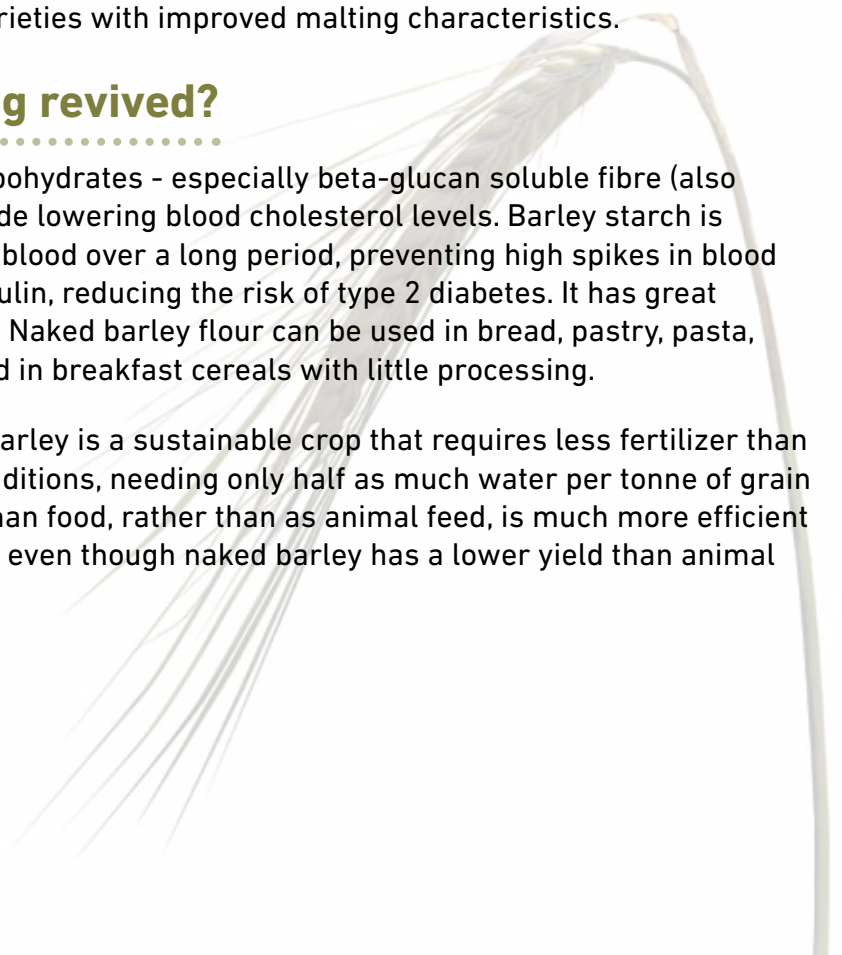 rieties with improved malting characteristics.
g revived?
bohydrates - especially beta-glucan soluble fibre (also
de lowering blood cholesterol levels. Barley starch is
blood over a long period, preventing high spikes in blood
ulin, reducing the risk of type 2 diabetes. It has great
Naked barley flour can be used in bread, pastry, pasta,
d in breakfast cereals with little processing.
arley is a sustainable crop that requires less fertilizer than
ditions, needing only half as much water per tonne of grain
an food, rather than as animal feed, is much more efficient
even though naked barley has a lower yield than animal